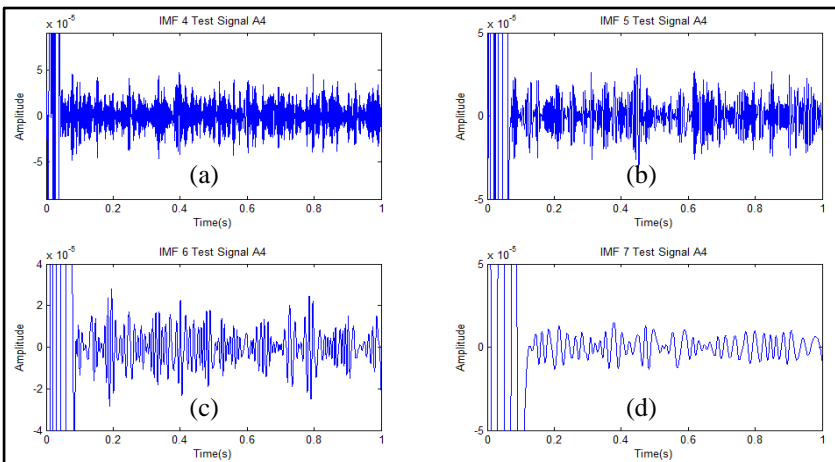 IMF 4 Test Signal A4
x 10^-5
5
0
-5
Amplitude
(a)
0 0.2 0.4 0.6 0.8 1
Time(s)
IMF 5 Test Signal A4
x 10^-5
5
0
-5
Amplitude
(b)
0 0.2 0.4 0.6 0.8 1
Time(s)
IMF 6 Test Signal A4
x 10^-5
4
2
0
-2
-4
Amplitude
(c)
0 0.2 0.4 0.6 0.8 1
Time(s)
IMF 7 Test Signal A4
x 10^-5
5
0
-5
Amplitude
(d)
0 0.2 0.4 0.6 0.8 1
Time(s)